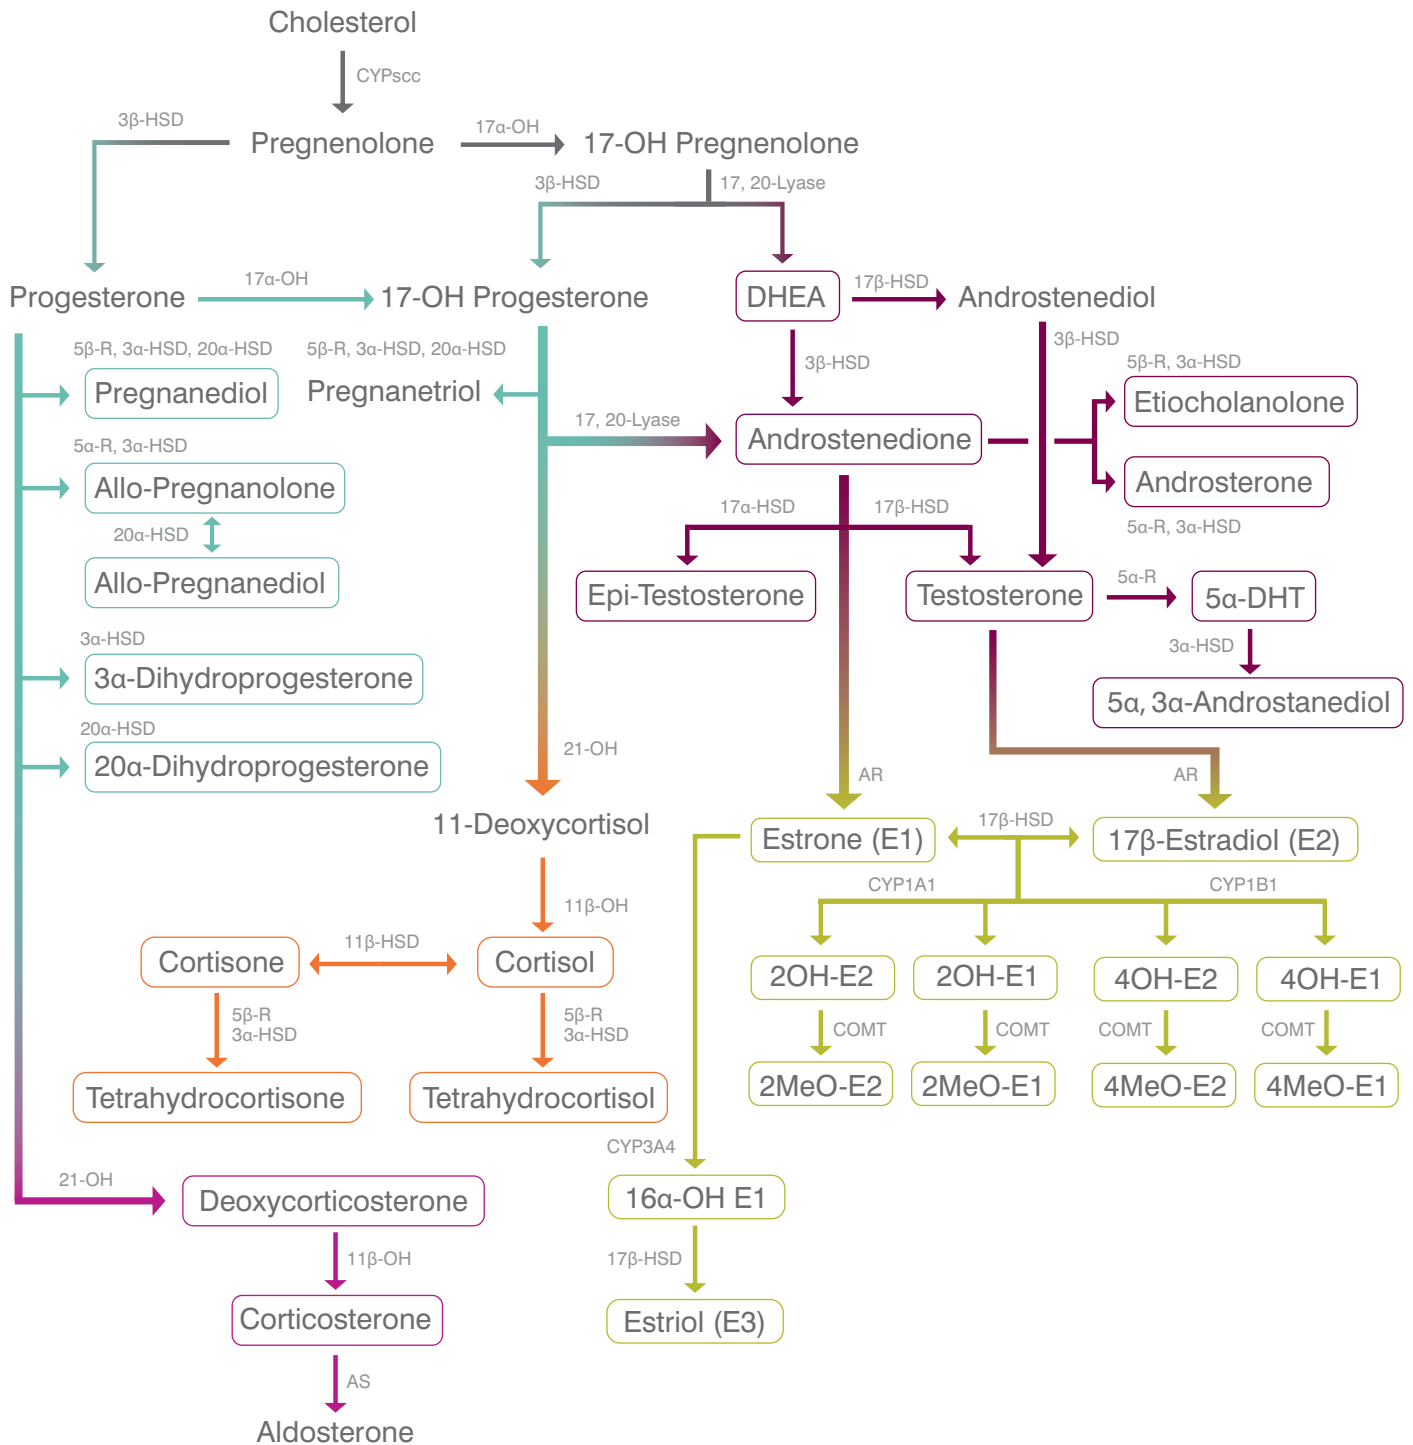 Cholesterol
CYPscc
3β-HSD
Pregnenolone
17α-OH
17-OH Pregnenolone
3β-HSD
17, 20-Lyase
Progesterone
17α-OH
17-OH Progesterone
DHEA
17β-HSD
Androstenediol
5β-R, 3α-HSD, 20α-HSD
Pregnanediol
5β-R, 3α-HSD, 20α-HSD
Pregnanetriol
3β-HSD
3β-HSD
5β-R, 3α-HSD
Etiocholanolone
17, 20-Lyase
Androstenedione
5α-R, 3α-HSD
Allo-Pregnanolone
Androsterone
5α-R, 3α-HSD
20α-HSD
Allo-Pregnanediol
17α-HSD
17β-HSD
Epi-Testosterone
Testosterone
5α-R
5α-DHT
3α-HSD
3α-Dihydroprogesterone
3α-HSD
5α, 3α-Androstanediol
20α-HSD
20α-Dihydroprogesterone
21-OH
AR
AR
11-Deoxycortisol
Estrone (E1)
17β-HSD
17β-Estradiol (E2)
11β-OH
CYP1A1
CYP1B1
Cortisone
11β-HSD
Cortisol
2OH-E2
2OH-E1
4OH-E2
4OH-E1
5β-R
3α-HSD
5β-R
3α-HSD
COMT
COMT
COMT
COMT
Tetrahydrocortisone
Tetrahydrocortisol
2MeO-E2
2MeO-E1
4MeO-E2
4MeO-E1
CYP3A4
21-OH
Deoxycorticosterone
16α-OH E1
11β-OH
17β-HSD
Corticosterone
Estriol (E3)
AS
Aldosterone